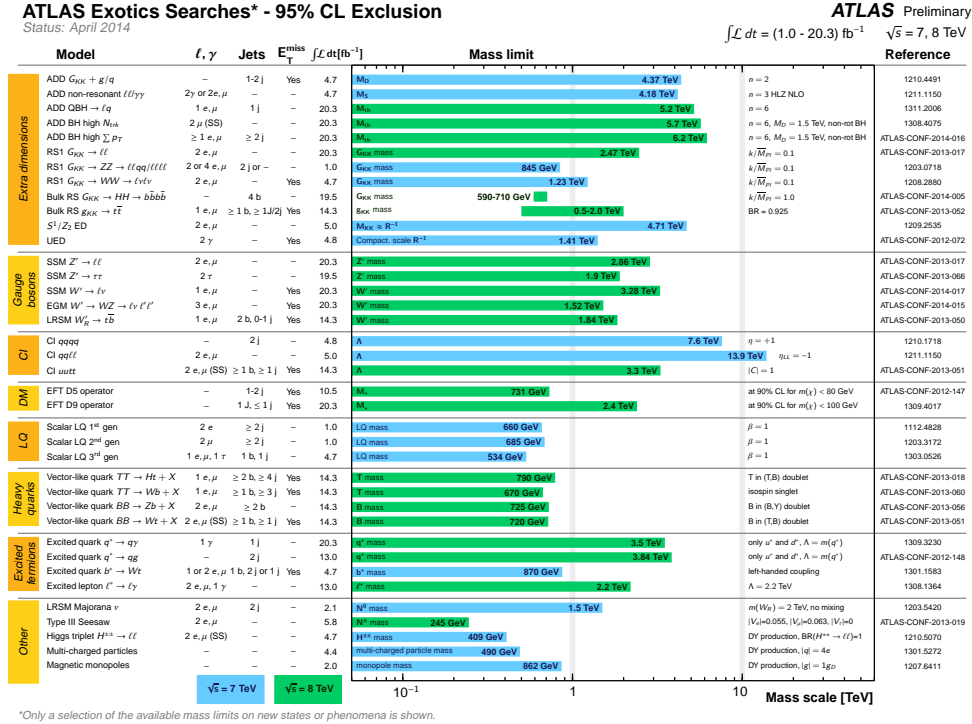 ATLAS Exotics Searches* - 95% CL Exclusion
Status: April 2014
ATLAS Preliminary
∫ℒ dt = (1.0 - 20.3) fb⁻¹ √s = 7, 8 TeV
Model ℓ, γ Jets E_T^miss ∫ℒ dt[fb⁻¹] Mass limit Reference
Extra dimensions
ADD G_KK + g/q – 1-2 j Yes 4.7 M_D 4.37 TeV n = 2 1210.4491
ADD non-resonant ℓℓ/γγ 2γ or 2e, μ – – 4.7 M_S 4.18 TeV n = 3 HLZ NLO 1211.1150
ADD QBH → ℓq 1 e, μ 1 j – 20.3 M_th 5.2 TeV n = 6 1311.2006
ADD BH high N_trk 2 μ (SS) – – 20.3 M_th 5.7 TeV n = 6, M_D = 1.5 TeV, non-rot BH 1308.4075
ADD BH high ∑ p_T ≥ 1 e, μ ≥ 2 j – 20.3 M_th 6.2 TeV n = 6, M_D = 1.5 TeV, non-rot BH ATLAS-CONF-2014-016
RS1 G_KK → ℓℓ 2 e, μ – – 20.3 G_KK mass 2.47 TeV k/M̅_Pl = 0.1 ATLAS-CONF-2013-017
RS1 G_KK → ZZ → ℓℓqq/ℓℓℓℓ 2 or 4 e, μ 2 j or – – 1.0 G_KK mass 845 GeV k/M̅_Pl = 0.1 1203.0718
RS1 G_KK → WW → ℓνℓν 2 e, μ – Yes 4.7 G_KK mass 1.23 TeV k/M̅_Pl = 0.1 1208.2880
Bulk RS G_KK → HH → bb̅bb̅ – 4 b – 19.5 G_KK mass 590-710 GeV k/M̅_Pl = 1.0 ATLAS-CONF-2014-005
Bulk RS g_KK → tt̅ 1 e, μ ≥ 1 b, ≥ 1J/2j Yes 14.3 g_KK mass 0.5-2.0 TeV BR = 0.925 ATLAS-CONF-2013-052
S¹/Z₂ ED 2 e, μ – – 5.0 M_KK ≈ R⁻¹ 4.71 TeV 1209.2535
UED 2 γ – Yes 4.8 Compact. scale R⁻¹ 1.41 TeV ATLAS-CONF-2012-072
Gauge bosons
SSM Z′ → ℓℓ 2 e, μ – – 20.3 Z′ mass 2.86 TeV ATLAS-CONF-2013-017
SSM Z′ → ττ 2 τ – – 19.5 Z′ mass 1.9 TeV ATLAS-CONF-2013-066
SSM W′ → ℓν 1 e, μ – Yes 20.3 W′ mass 3.28 TeV ATLAS-CONF-2014-017
EGM W′ → WZ → ℓν ℓ′ℓ′ 3 e, μ – Yes 20.3 W′ mass 1.52 TeV ATLAS-CONF-2014-015
LRSM W′_R → tb̅ 1 e, μ 2 b, 0-1 j Yes 14.3 W′ mass 1.84 TeV ATLAS-CONF-2013-050
CI
CI qqqq – 2 j – 4.8 Λ 7.6 TeV η = +1 1210.1718
CI qqℓℓ 2 e, μ – – 5.0 Λ 13.9 TeV η_LL = −1 1211.1150
CI uutt 2 e, μ (SS) ≥ 1 b, ≥ 1 j Yes 14.3 Λ 3.3 TeV |C| = 1 ATLAS-CONF-2013-051
DM
EFT D5 operator – 1-2 j Yes 10.5 M_* 731 GeV at 90% CL for m(χ) < 80 GeV ATLAS-CONF-2012-147
EFT D9 operator – 1 J, ≤ 1 j Yes 20.3 M_* 2.4 TeV at 90% CL for m(χ) < 100 GeV 1309.4017
LQ
Scalar LQ 1ˢᵗ gen 2 e ≥ 2 j – 1.0 LQ mass 660 GeV β = 1 1112.4828
Scalar LQ 2ⁿᵈ gen 2 μ ≥ 2 j – 1.0 LQ mass 685 GeV β = 1 1203.3172
Scalar LQ 3ʳᵈ gen 1 e, μ, 1 τ 1 b, 1 j – 4.7 LQ mass 534 GeV β = 1 1303.0526
Heavy quarks
Vector-like quark TT → Ht + X 1 e, μ ≥ 2 b, ≥ 4 j Yes 14.3 T mass 790 GeV T in (T,B) doublet ATLAS-CONF-2013-018
Vector-like quark TT → Wb + X 1 e, μ ≥ 1 b, ≥ 3 j Yes 14.3 T mass 670 GeV isospin singlet ATLAS-CONF-2013-060
Vector-like quark BB → Zb + X 2 e, μ ≥ 2 b – 14.3 B mass 725 GeV B in (B,Y) doublet ATLAS-CONF-2013-056
Vector-like quark BB → Wt + X 2 e, μ (SS) ≥ 1 b, ≥ 1 j Yes 14.3 B mass 720 GeV B in (T,B) doublet ATLAS-CONF-2013-051
Excited fermions
Excited quark q* → qγ 1 γ 1 j – 20.3 q* mass 3.5 TeV only u* and d*, Λ = m(q*) 1309.3230
Excited quark q* → qg – 2 j – 13.0 q* mass 3.84 TeV only u* and d*, Λ = m(q*) ATLAS-CONF-2012-148
Excited quark b* → Wt 1 or 2 e, μ 1 b, 2 j or 1 j Yes 4.7 b* mass 870 GeV left-handed coupling 1301.1583
Excited lepton ℓ* → ℓγ 2 e, μ, 1 γ – – 13.0 ℓ* mass 2.2 TeV Λ = 2.2 TeV 1308.1364
Other
LRSM Majorana ν 2 e, μ 2 j – 2.1 N⁰ mass 1.5 TeV m(W_R) = 2 TeV, no mixing 1203.5420
Type III Seesaw 2 e, μ – – 5.8 N± mass 245 GeV |V_e|=0.055, |V_μ|=0.063, |V_τ|=0 ATLAS-CONF-2013-019
Higgs triplet H±± → ℓℓ 2 e, μ (SS) – – 4.7 H±± mass 409 GeV DY production, BR(H±± → ℓℓ)=1 1210.5070
Multi-charged particles – – – 4.4 multi-charged particle mass 490 GeV DY production, |q| = 4e 1301.5272
Magnetic monopoles – – – 2.0 monopole mass 862 GeV DY production, |g| = 1g_D 1207.6411
√s = 7 TeV √s = 8 TeV
10⁻¹ 1 10
Mass scale [TeV]
*Only a selection of the available mass limits on new states or phenomena is shown.